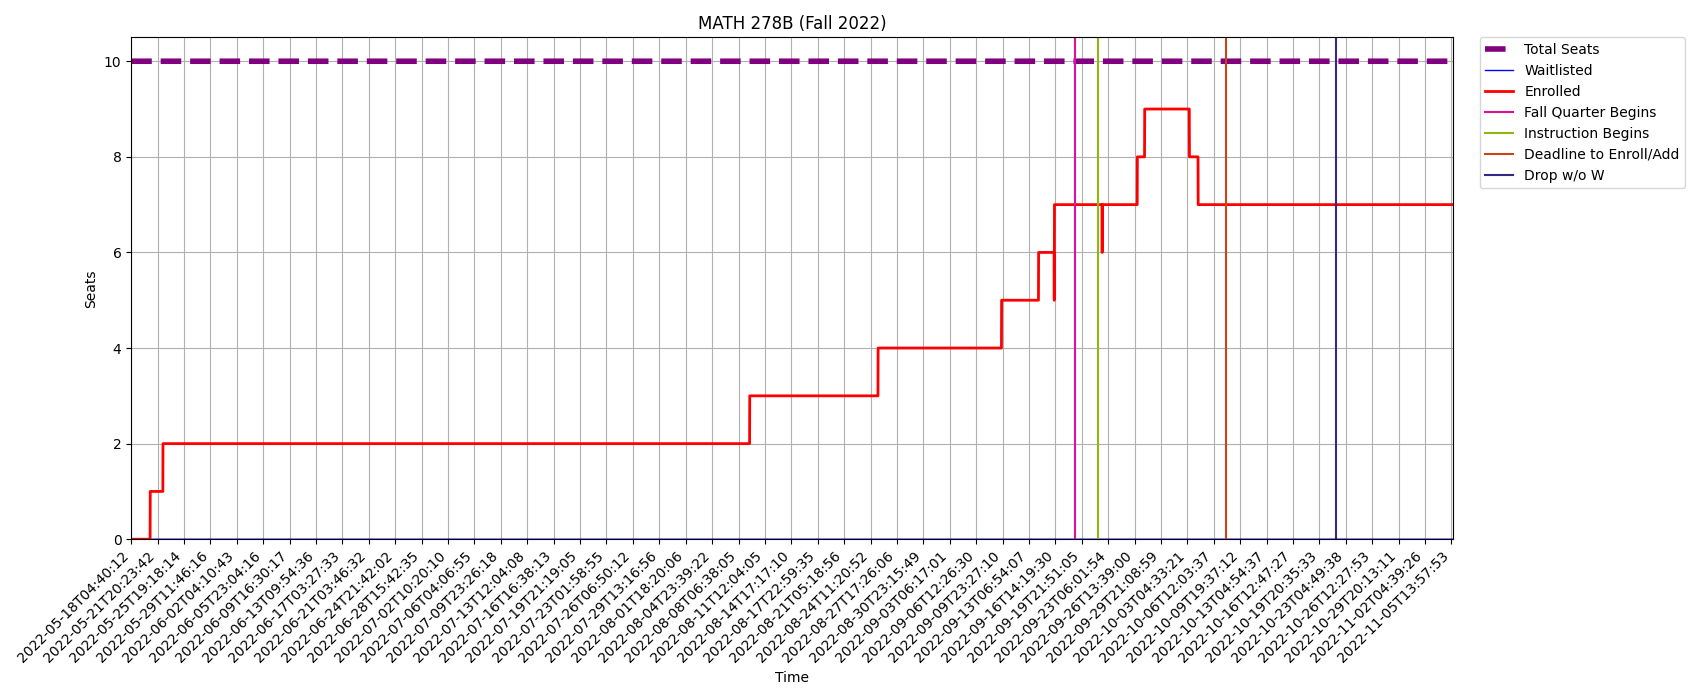 MATH 278B (Fall 2022)
Total Seats
Waitlisted
Enrolled
Fall Quarter Begins
Instruction Begins
Deadline to Enroll/Add
Drop w/o W
Seats
10
8
6
4
2
0
2022-05-18T04:40:12
2022-05-21T20:23:42
2022-05-25T19:18:14
2022-05-29T11:46:16
2022-06-02T04:10:43
2022-06-05T23:04:16
2022-06-09T16:30:17
2022-06-13T09:54:36
2022-06-17T03:27:33
2022-06-21T03:46:32
2022-06-24T21:42:02
2022-06-28T15:42:35
2022-07-02T10:20:10
2022-07-06T04:06:55
2022-07-09T23:26:18
2022-07-13T12:04:08
2022-07-16T16:38:13
2022-07-19T21:19:05
2022-07-23T01:58:55
2022-07-26T06:50:12
2022-07-29T13:16:56
2022-08-01T18:20:06
2022-08-04T23:39:22
2022-08-08T06:38:05
2022-08-11T12:04:05
2022-08-14T17:17:10
2022-08-17T22:59:35
2022-08-21T05:18:56
2022-08-24T11:20:52
2022-08-27T17:26:06
2022-08-30T23:15:49
2022-09-03T06:17:01
2022-09-06T12:26:30
2022-09-09T23:27:10
2022-09-13T06:54:07
2022-09-16T14:19:30
2022-09-19T21:51:05
2022-09-23T06:01:54
2022-09-26T13:39:00
2022-09-29T21:08:59
2022-10-03T04:33:21
2022-10-06T12:03:37
2022-10-09T19:37:12
2022-10-13T04:54:37
2022-10-16T12:47:27
2022-10-19T20:35:33
2022-10-23T04:49:38
2022-10-26T12:27:53
2022-10-29T20:13:11
2022-11-02T04:39:26
2022-11-05T13:57:53
Time